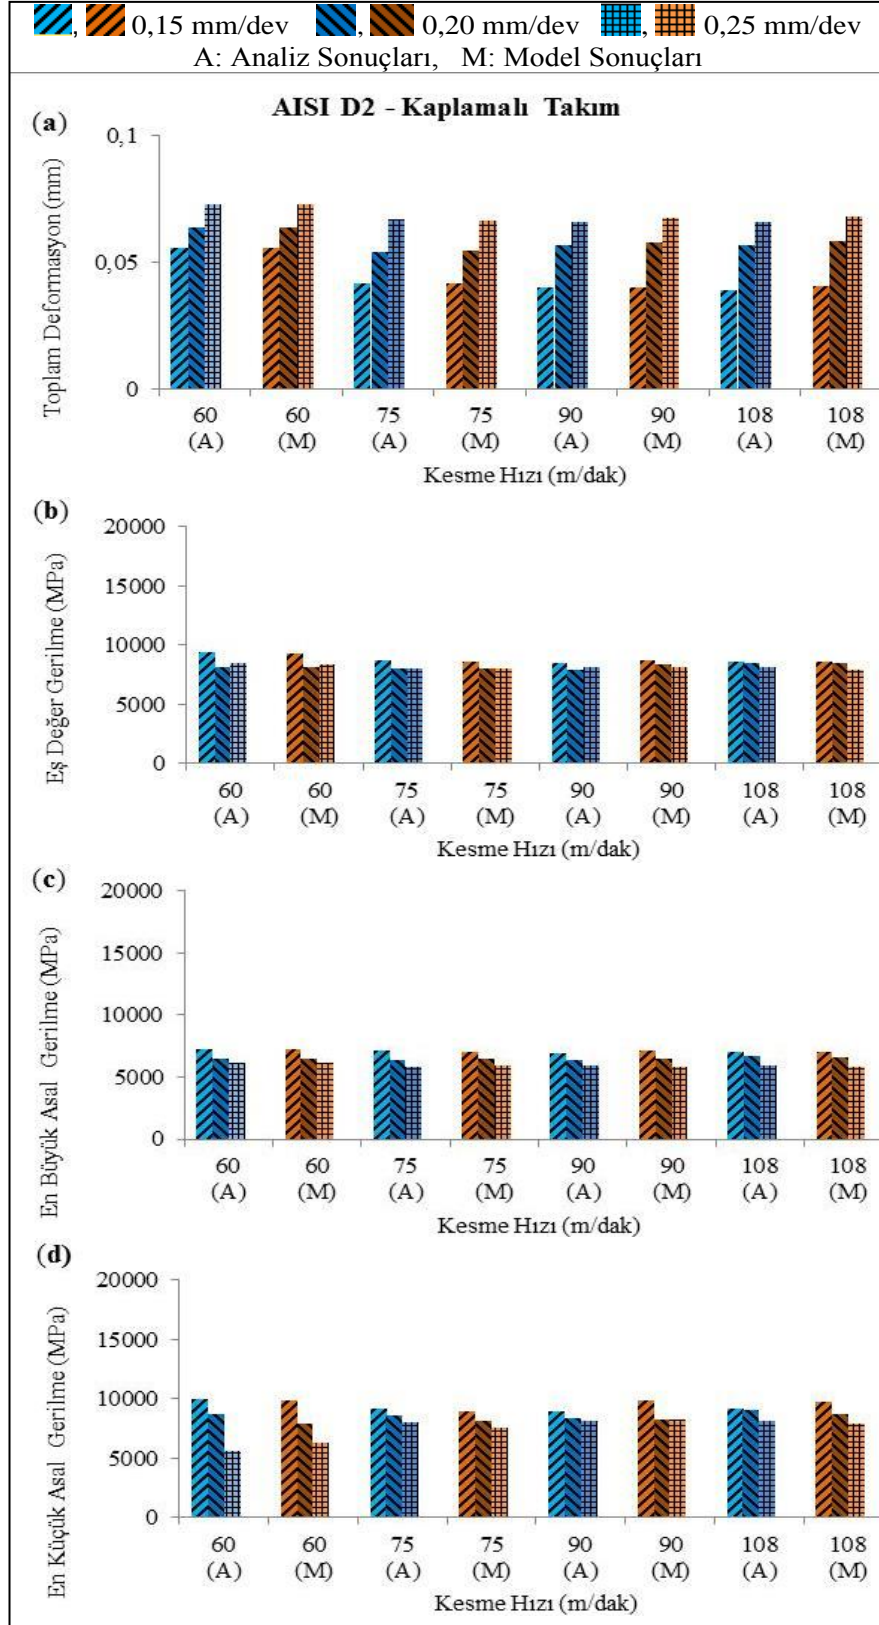 , 0,15 mm/dev , 0,20 mm/dev , 0,25 mm/dev
A: Analiz Sonuçları, M: Model Sonuçları
AISI D2 - Kaplamalı Takım
(a)
Toplam Deformasyon (mm)
0,1
0,05
0
60 60 75 75 90 90 108 108
(A) (M) (A) (M) (A) (M) (A) (M)
Kesme Hızı (m/dak)
(b)
Eş Değer Gerilme (MPa)
20000
15000
10000
5000
0
60 60 75 75 90 90 108 108
(A) (M) (A) (M) (A) (M) (A) (M)
Kesme Hızı (m/dak)
(c)
En Büyük Asal Gerilme (MPa)
20000
15000
10000
5000
0
60 60 75 75 90 90 108 108
(A) (M) (A) (M) (A) (M) (A) (M)
Kesme Hızı (m/dak)
(d)
En Küçük Asal Gerilme (MPa)
20000
15000
10000
5000
0
60 60 75 75 90 90 108 108
(A) (M) (A) (M) (A) (M) (A) (M)
Kesme Hızı (m/dak)